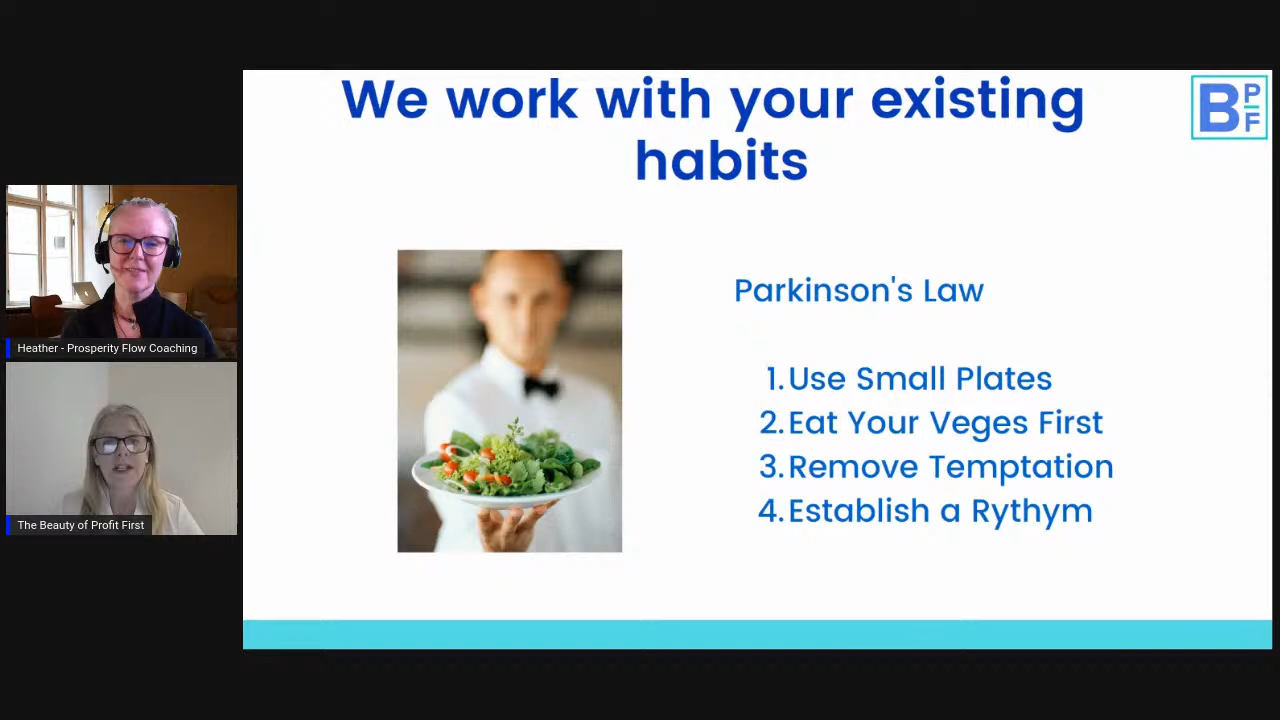 We work with your existing
habits
B P F
Parkinson's Law
1. Use Small Plates
2. Eat Your Veges First
3. Remove Temptation
4. Establish a Rythym
Heather - Prosperity Flow Coaching
The Beauty of Profit First